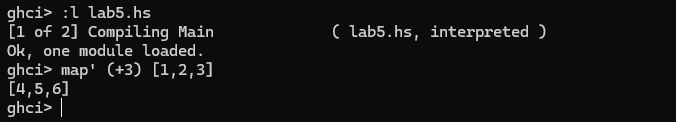 ghci> :l lab5.hs
[1 of 2] Compiling Main             ( lab5.hs, interpreted )
Ok, one module loaded.
ghci> map' (+3) [1,2,3]
[4,5,6]
ghci>